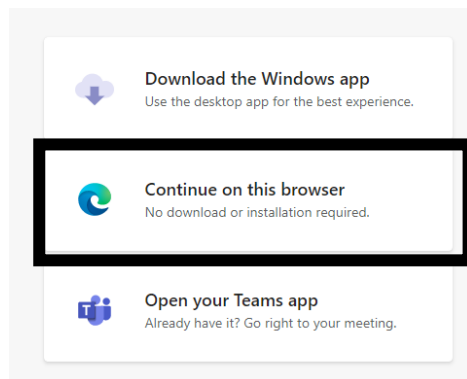 Download the Windows app
Use the desktop app for the best experience.
Continue on this browser
No download or installation required.
T
Open your Teams app
Already have it? Go right to your meeting.